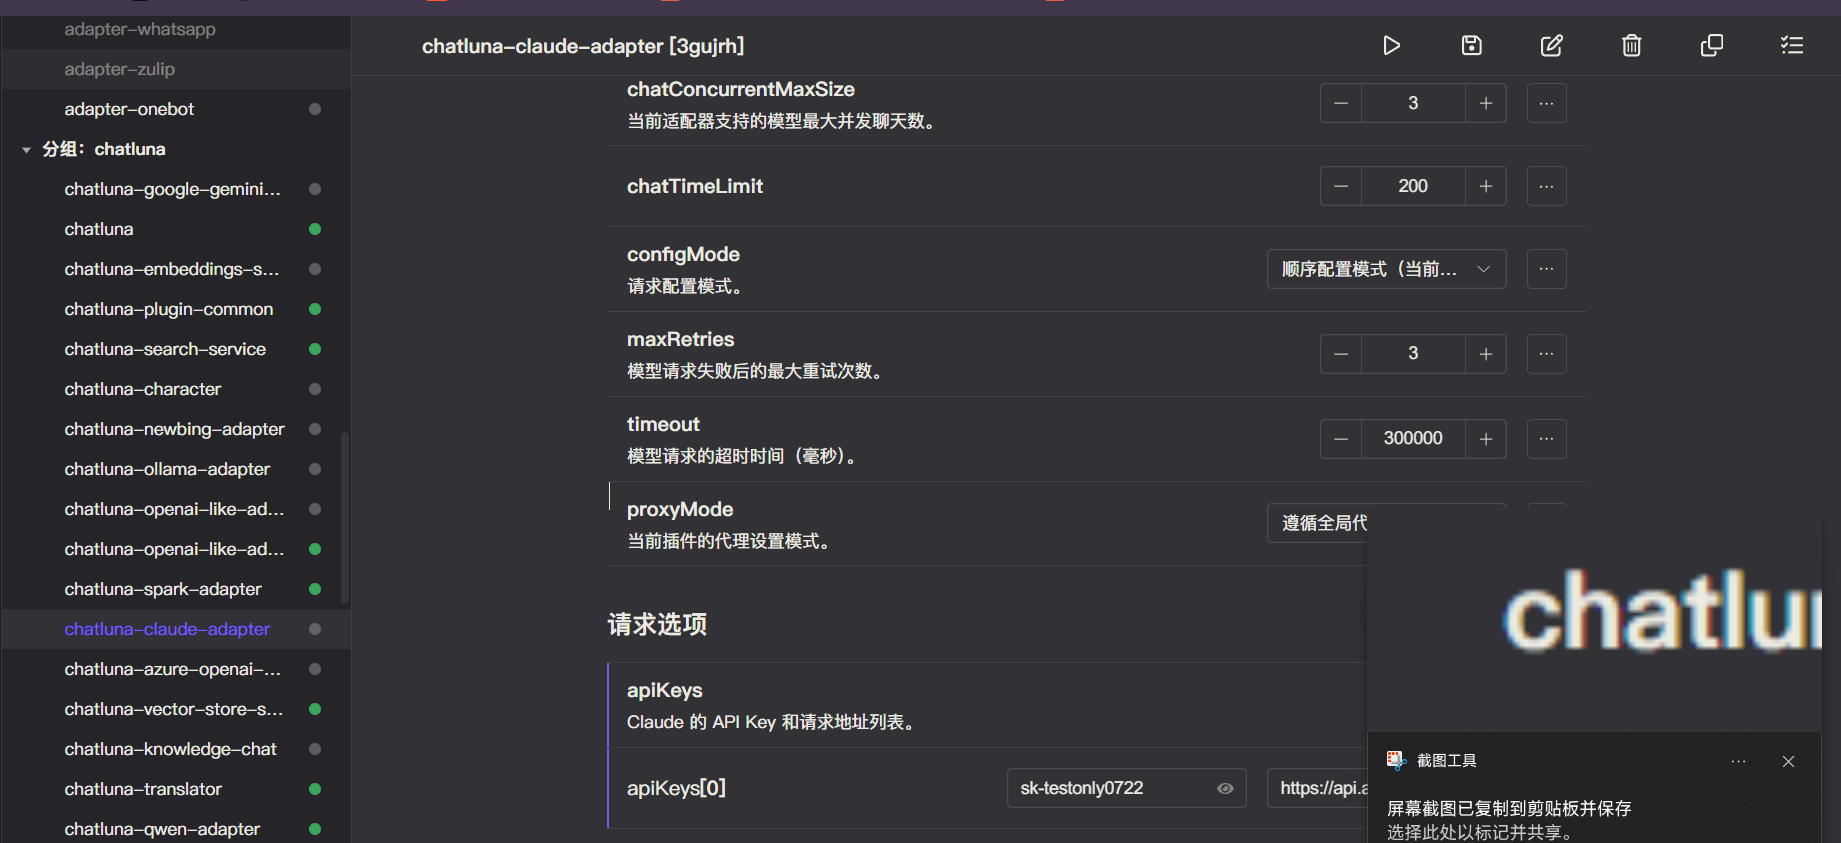 adapter-whatsapp
adapter-zulip
adapter-onebot
分组：chatluna
chatluna-google-gemini...
chatluna
chatluna-embeddings-s...
chatluna-plugin-common
chatluna-search-service
chatluna-character
chatluna-newbing-adapter
chatluna-ollama-adapter
chatluna-openai-like-ad...
chatluna-openai-like-ad...
chatluna-spark-adapter
chatluna-claude-adapter
chatluna-azure-openai-...
chatluna-vector-store-s...
chatluna-knowledge-chat
chatluna-translator
chatluna-qwen-adapter
chatluna-claude-adapter [3gujrh]
chatConcurrentMaxSize
当前适配器支持的模型最大并发聊天数。
3
chatTimeLimit
200
configMode
请求配置模式。
顺序配置模式（当前...
maxRetries
模型请求失败后的最大重试次数。
3
timeout
模型请求的超时时间（毫秒）。
300000
proxyMode
当前插件的代理设置模式。
遵循全局代
请求选项
apiKeys
Claude 的 API Key 和请求地址列表。
apiKeys[0]
sk-testonly0722
https://api.a
chatlu
截图工具
屏幕截图已复制到剪贴板并保存
选择此处以标记并共享。